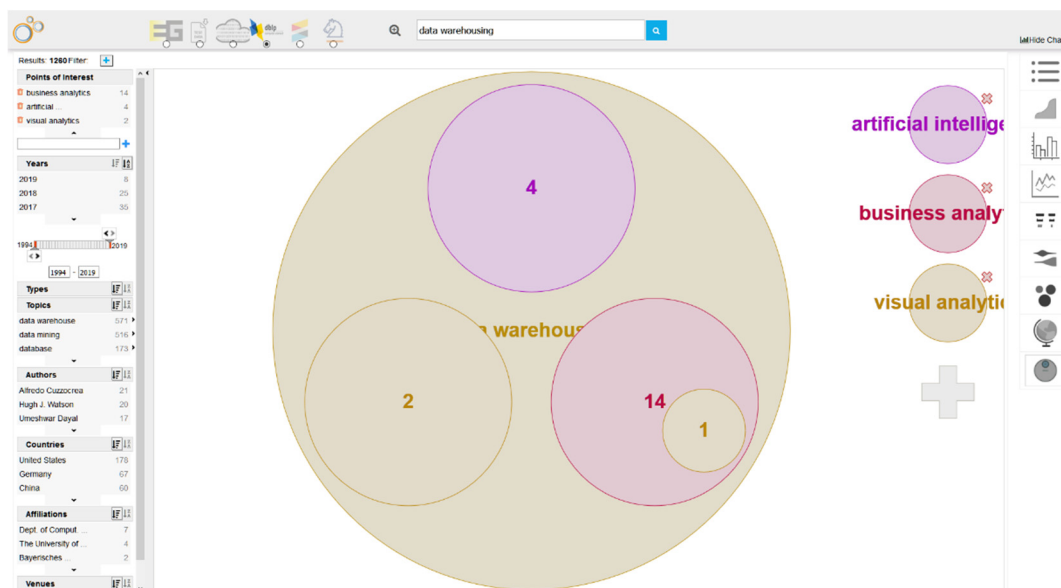 EG
dblp
data warehousing
Hide Cha
Results: 1260 Filter:
Points of Interest
business analytics 14
artificial ... 4
visual analytics 2
Years
2019 8
2018 25
2017 35
1994 2019
1994 - 2019
Types
Topics
data warehouse 571
data mining 516
database 173
Authors
Alfredo Cuzzocrea 21
Hugh J. Watson 20
Umeshwar Dayal 17
Countries
United States 178
Germany 67
China 60
Affiliations
Dept. of Comput. ... 7
The University of ... 4
Bayerisches ... 2
Venues
4
a warehous
2
14
1
artificial intellige
business analy
visual analytic